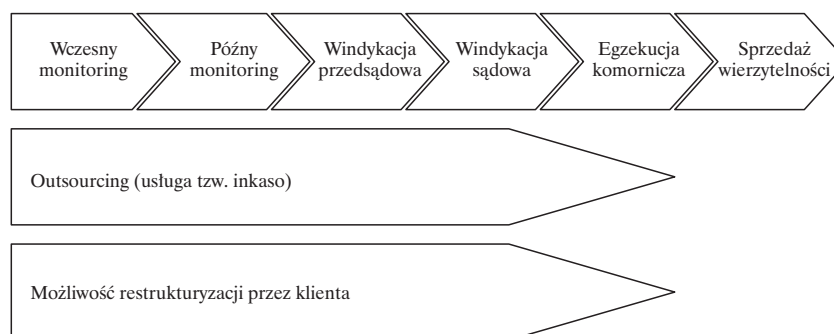 Wczesny
monitoring
Późny
monitoring
Windykacja
przedsądowa
Windykacja
sądowa
Egzekucja
komornicza
Sprzedaż
wierzytelności
Outsourcing (usługa tzw. inkaso)
Możliwość restrukturyzacji przez klienta